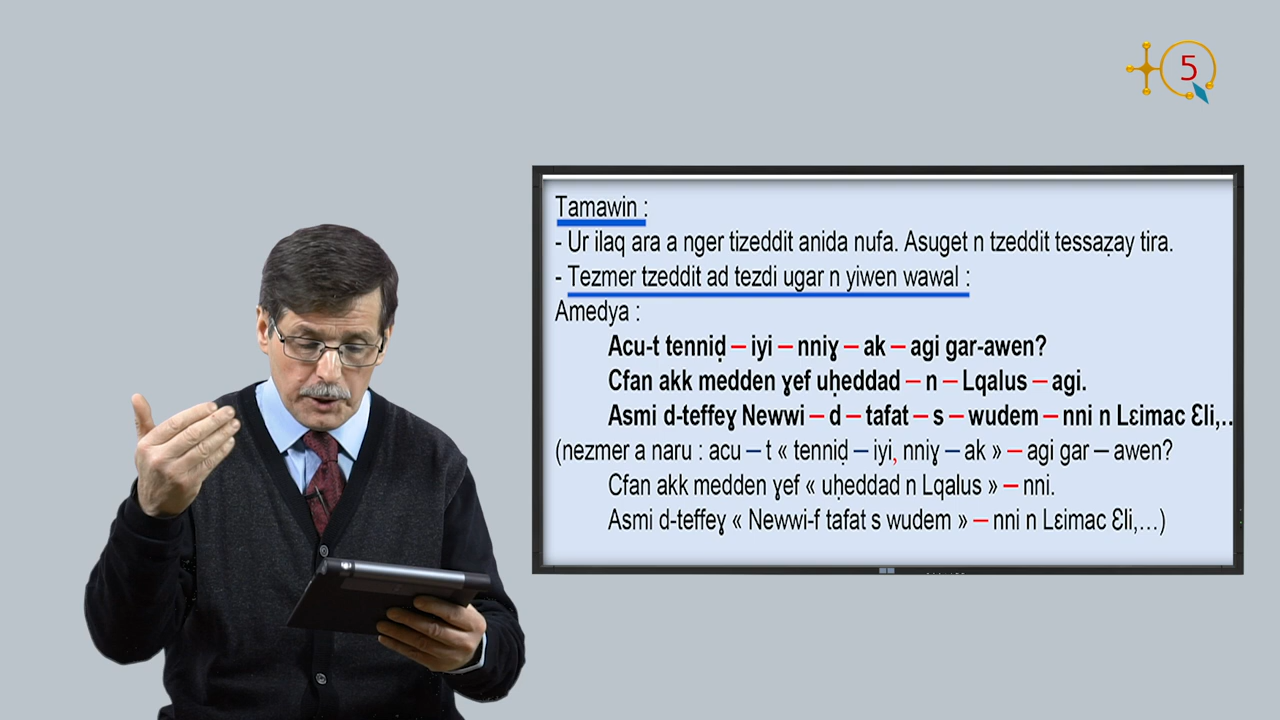 5
Tamawin :
- Ur ilaq ara a nger tizeddit anida nufa. Asuget n tzeddit tessaẓay tira.
- Tezmer tzeddit ad tezdi ugar n yiwen wawal :
Amedya :
Acu-t tenniḍ – iyi – nniɣ – ak – agi gar-awen?
Cfan akk medden ɣef uḥeddad – n – Lqalus – agi.
Asmi d-teffeɣ Newwi – d – tafat – s – wudem – nni n Lɛimac Ɛli,..
(nezmer a naru : acu – t « tenniḍ – iyi, nniɣ – ak » – agi gar – awen?
Cfan akk medden ɣef « uḥeddad n Lqalus » – nni.
Asmi d-teffeɣ « Newwi-f tafat s wudem » – nni n Lɛimac Ɛli,...)